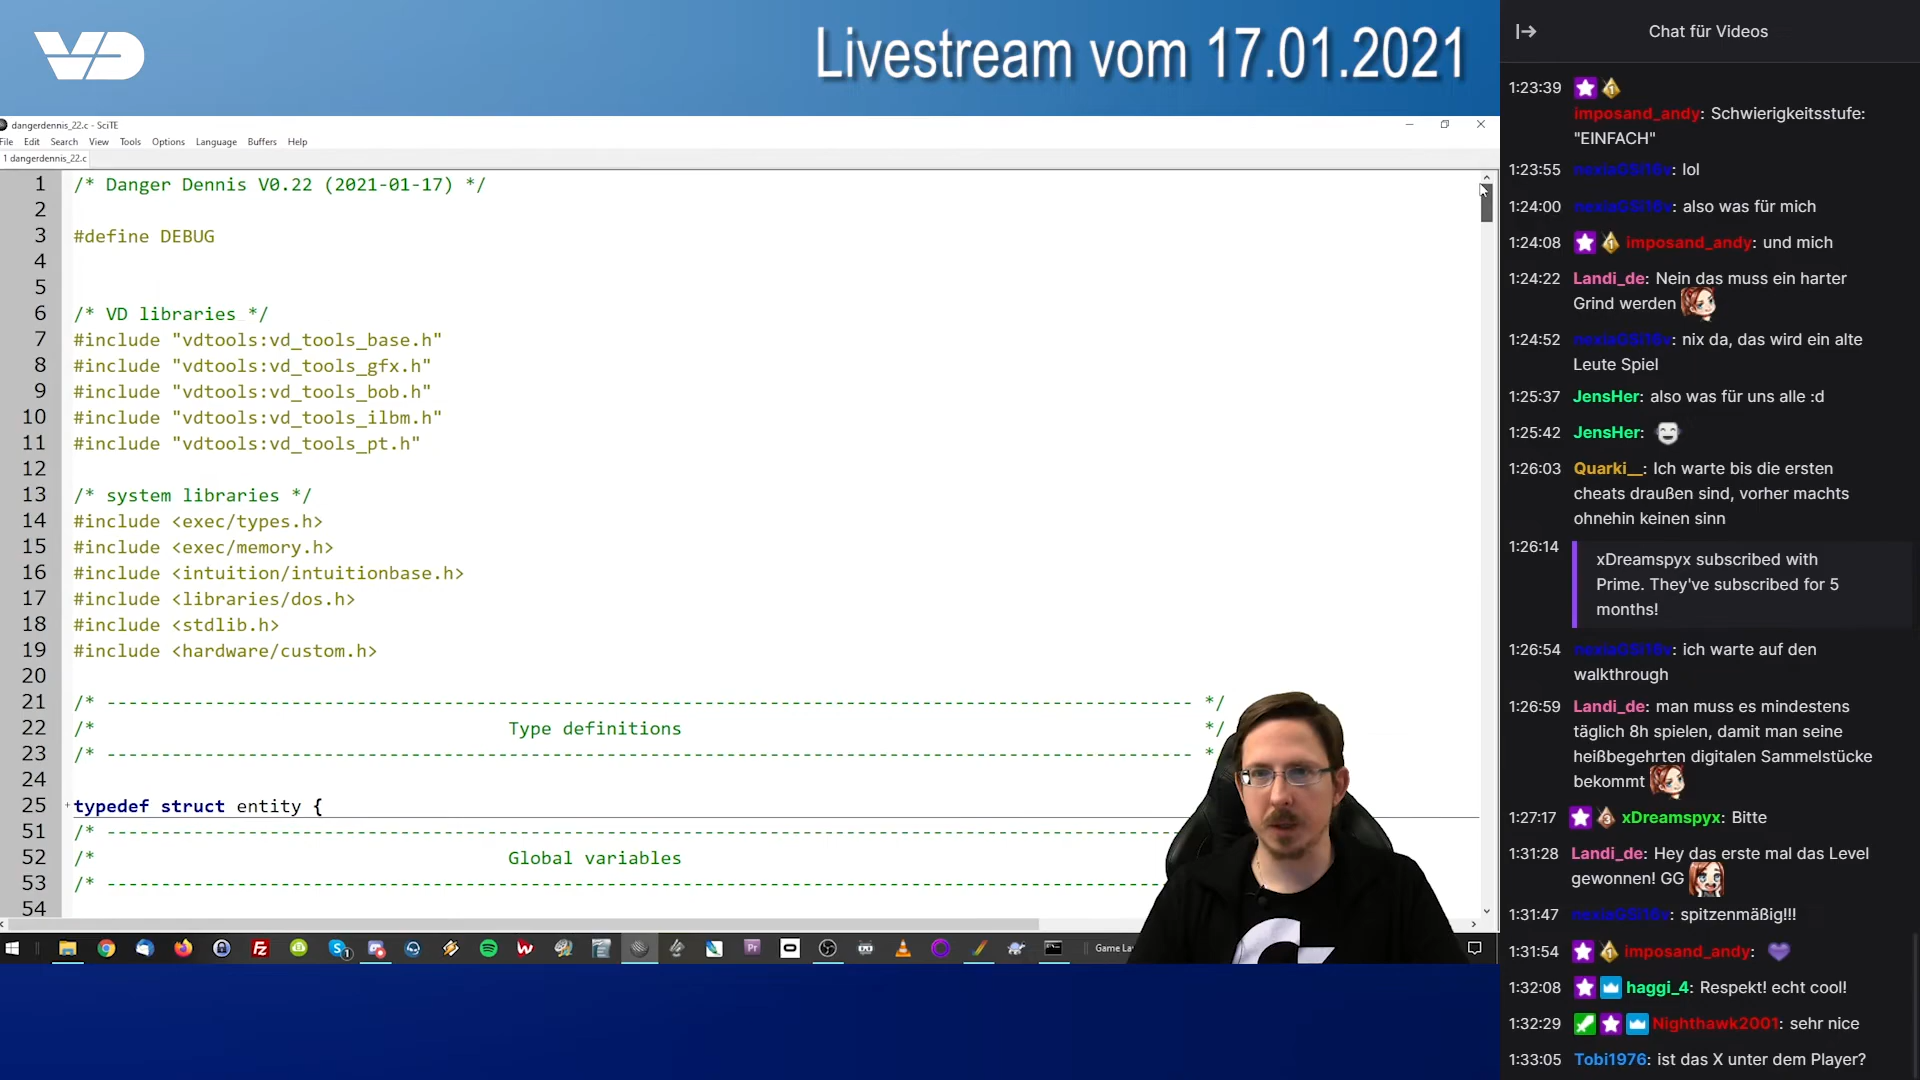 VD
Livestream vom 17.01.2021
dangerdennis_22.c - SciTE
File Edit Search View Tools Options Language Buffers Help
1 dangerdennis_22.c
1 /* Danger Dennis V0.22 (2021-01-17) */
2
3 #define DEBUG
4
5
6 /* VD libraries */
7 #include "vdtools:vd_tools_base.h"
8 #include "vdtools:vd_tools_gfx.h"
9 #include "vdtools:vd_tools_bob.h"
10 #include "vdtools:vd_tools_ilbm.h"
11 #include "vdtools:vd_tools_pt.h"
12
13 /* system libraries */
14 #include <exec/types.h>
15 #include <exec/memory.h>
16 #include <intuition/intuitionbase.h>
17 #include <libraries/dos.h>
18 #include <stdlib.h>
19 #include <hardware/custom.h>
20
21 /* ---------------------------------------------------------------------------------------------------- */
22 /* Type definitions */
23 /* ---------------------------------------------------------------------------------------------------- *
24
25 typedef struct entity {
51 /* ----------------------------------------------------------------------------------------------------
52 /* Global variables
53 /* ----------------------------------------------------------------------------------------------------
54
Game La
Chat für Videos
1:23:39
imposand_andy: Schwierigkeitsstufe:
"EINFACH"
1:23:55 nexiaGSi16v: lol
1:24:00 nexiaGSi16v: also was für mich
1:24:08 imposand_andy: und mich
1:24:22 Landi_de: Nein das muss ein harter
Grind werden
1:24:52 nexiaGSi16v: nix da, das wird ein alte
Leute Spiel
1:25:37 JensHer: also was für uns alle :d
1:25:42 JensHer:
1:26:03 Quarki__: Ich warte bis die ersten
cheats draußen sind, vorher machts
ohnehin keinen sinn
1:26:14 xDreamspyx subscribed with
Prime. They've subscribed for 5
months!
1:26:54 nexiaGSi16v: ich warte auf den
walkthrough
1:26:59 Landi_de: man muss es mindestens
täglich 8h spielen, damit man seine
heißbegehrten digitalen Sammelstücke
bekommt
1:27:17 xDreamspyx: Bitte
1:31:28 Landi_de: Hey das erste mal das Level
gewonnen! GG
1:31:47 nexiaGSi16v: spitzenmäßig!!!
1:31:54 imposand_andy:
1:32:08 haggi_4: Respekt! echt cool!
1:32:29 Nighthawk2001: sehr nice
1:33:05 Tobi1976: ist das X unter dem Player?